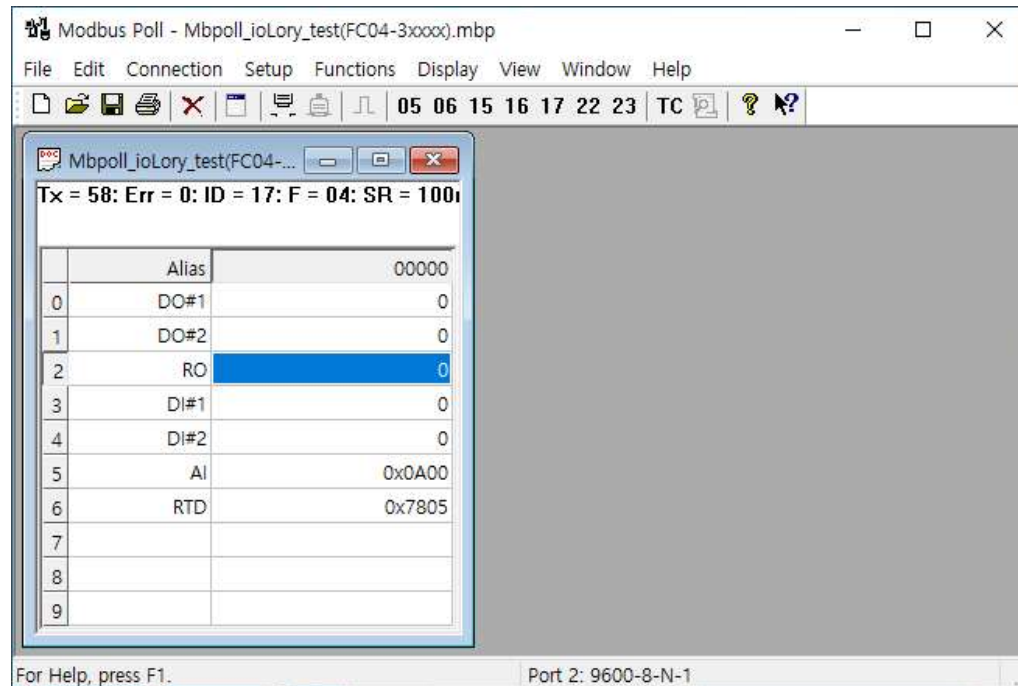 Modbus Poll - Mbpoll_ioLory_test(FC04-3xxxx).mbp
File Edit Connection Setup Functions Display View Window Help
05 06 15 16 17 22 23 TC
Mbpoll_ioLory_test(FC04-...
Tx = 58: Err = 0: ID = 17: F = 04: SR = 100
Alias 00000
0 DO#1 0
1 DO#2 0
2 RO 0
3 DI#1 0
4 DI#2 0
5 AI 0x0A00
6 RTD 0x7805
7
8
9
For Help, press F1. Port 2: 9600-8-N-1